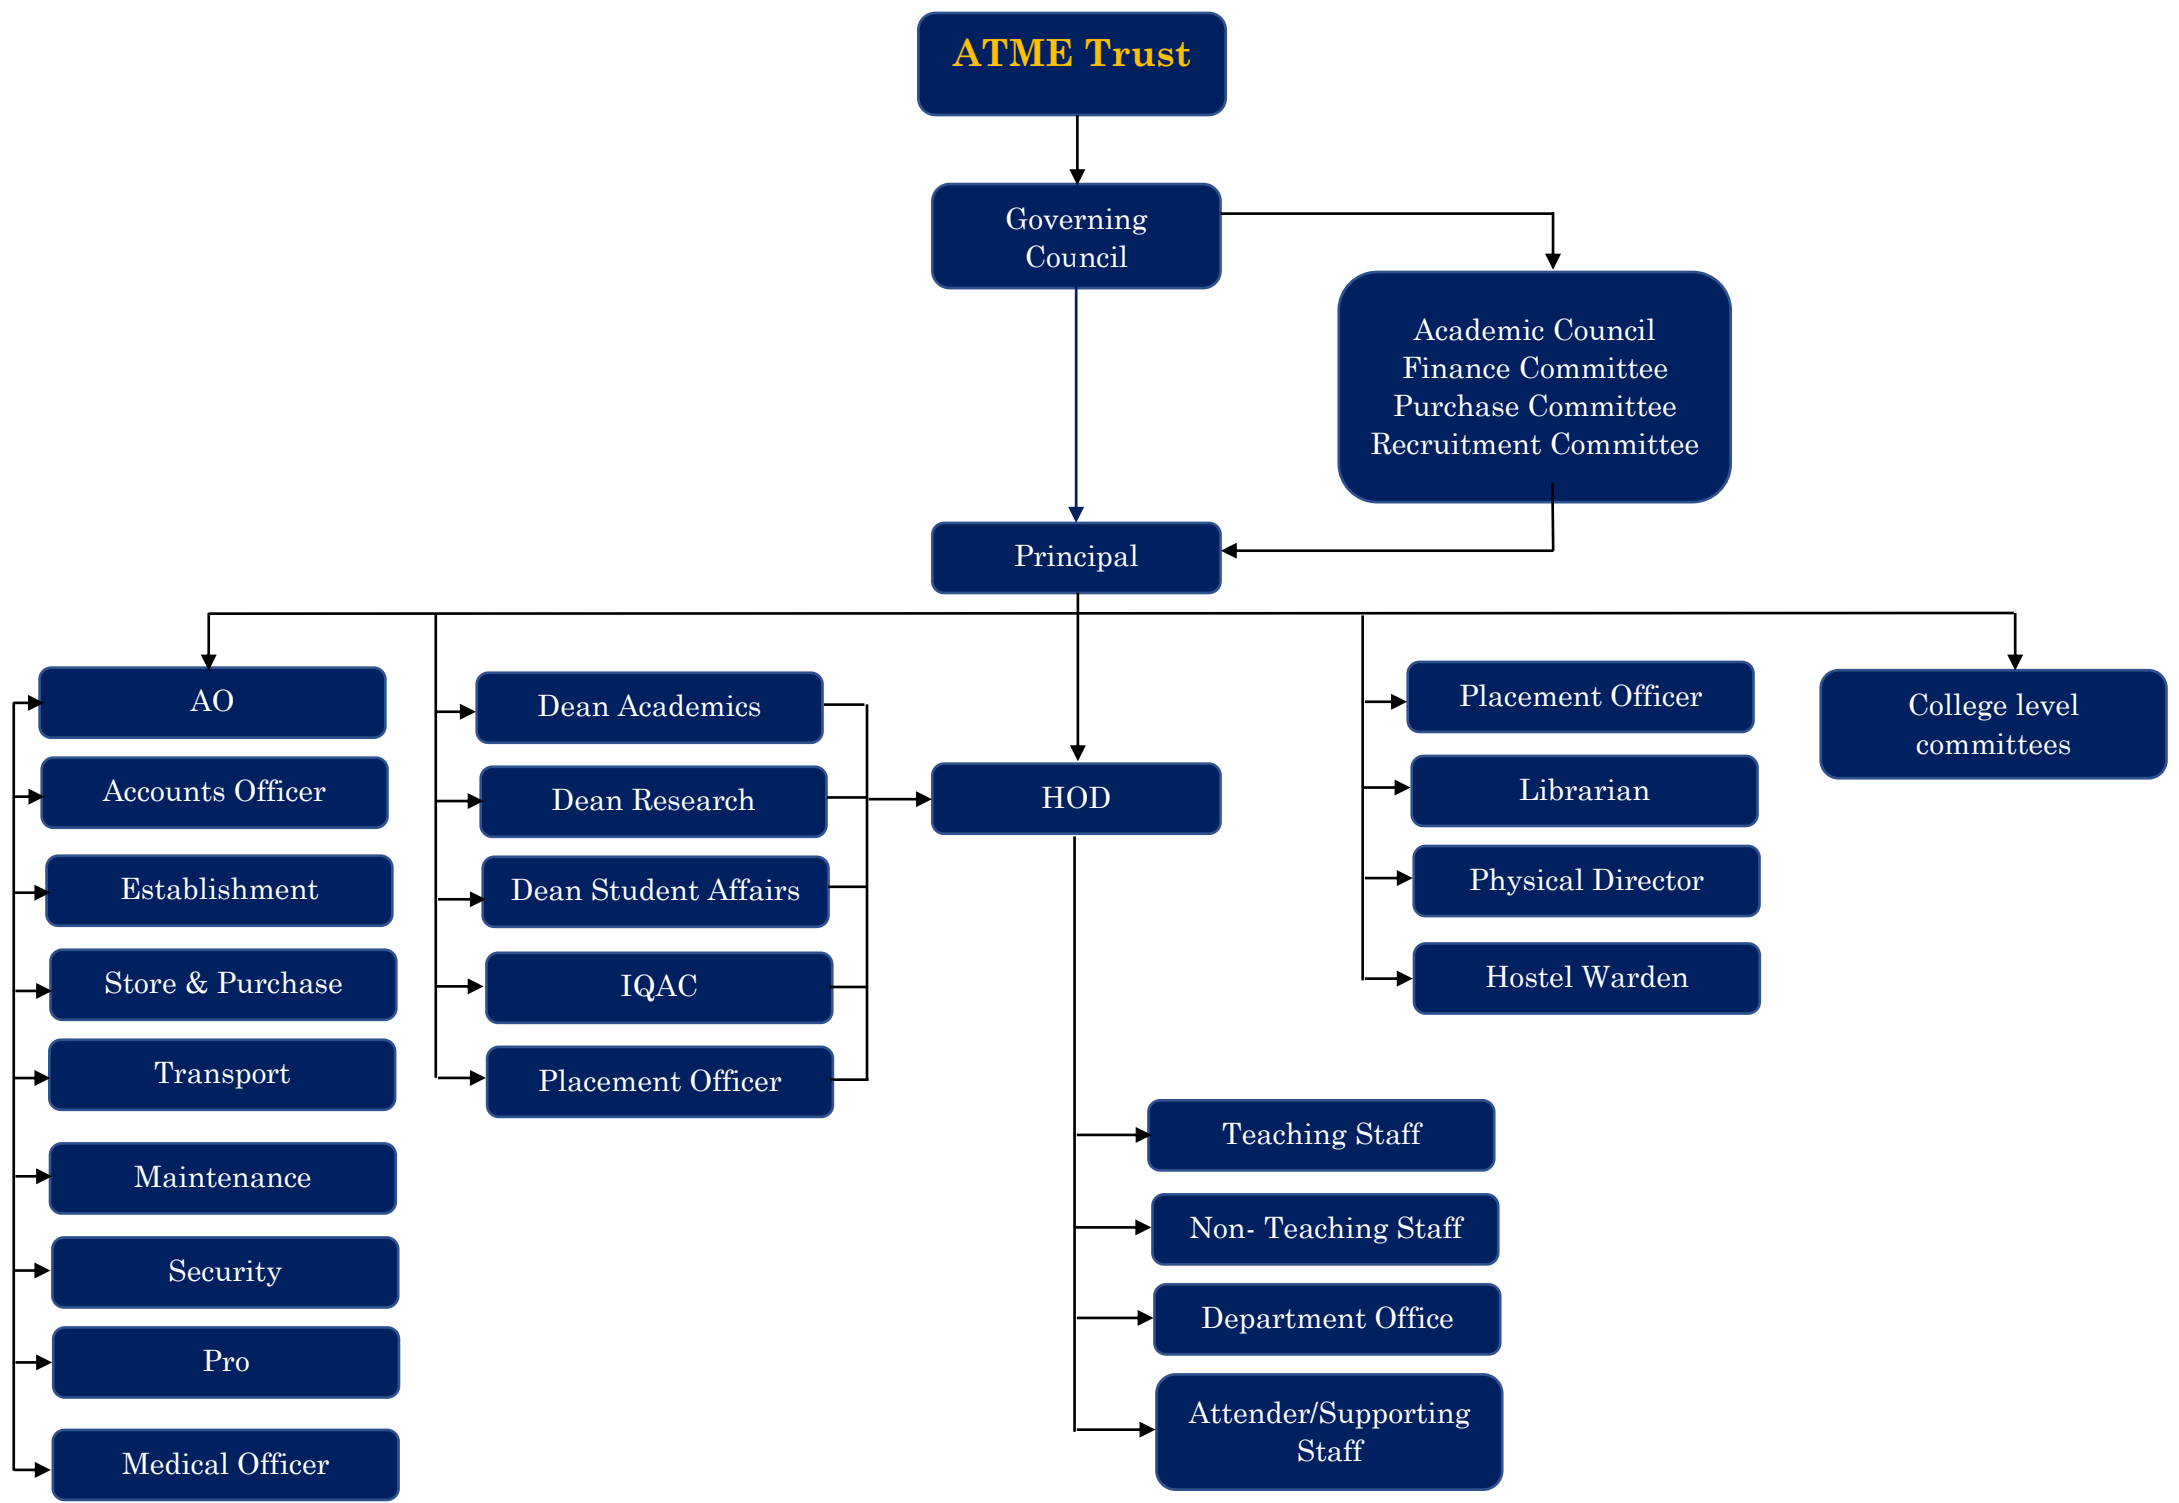 ATME Trust
Governing
Council
Academic Council
Finance Committee
Purchase Committee
Recruitment Committee
Principal
AO
Accounts Officer
Establishment
Store & Purchase
Transport
Maintenance
Security
Pro
Medical Officer
Dean Academics
Dean Research
Dean Student Affairs
IQAC
Placement Officer
HOD
Teaching Staff
Non- Teaching Staff
Department Office
Attender/Supporting
Staff
Placement Officer
Librarian
Physical Director
Hostel Warden
College level
committees